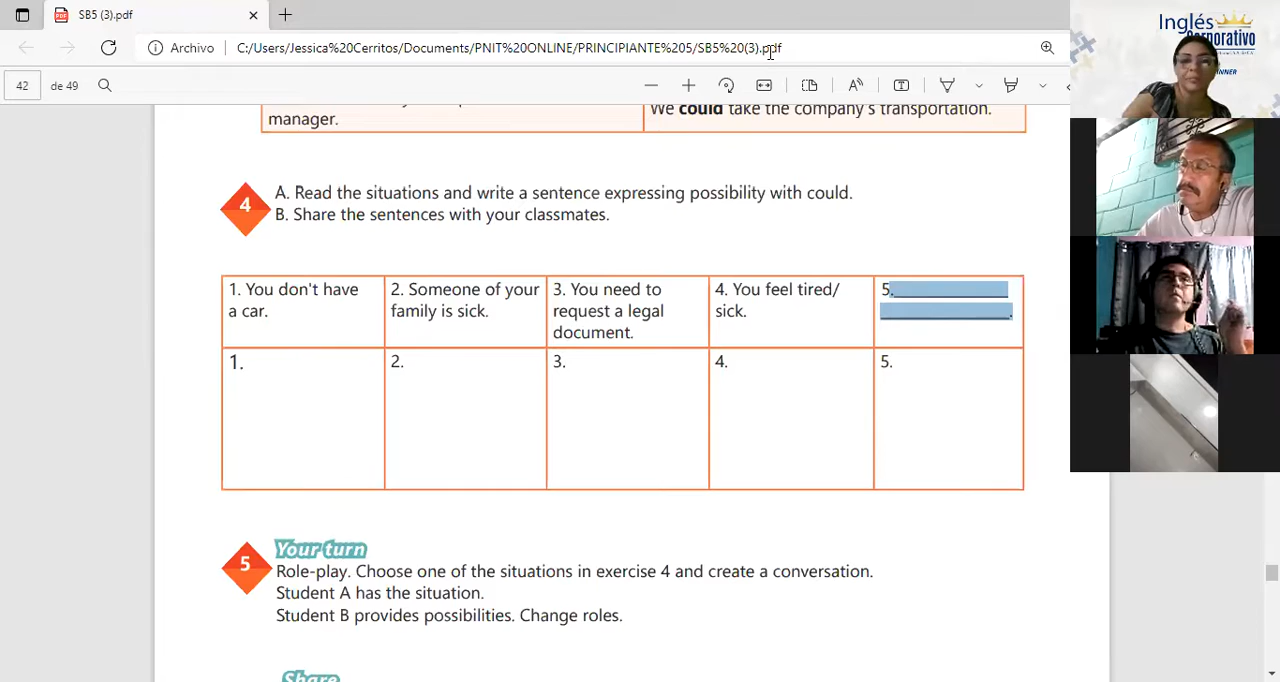 SB5 (3).pdf
Archivo
C:/Users/Jessica%20Cerritos/Documents/PNIT%20ONLINE/PRINCIPIANTE%205/SB5%20(3).pdf
42
de 49
manager.
We could take the company's transportation.
4
A. Read the situations and write a sentence expressing possibility with could.
B. Share the sentences with your classmates.
1. You don't have
a car.
2. Someone of your
family is sick.
3. You need to
request a legal
document.
4. You feel tired/
sick.
5.______________
________________.
1.
2.
3.
4.
5.
5
Your turn
Role-play. Choose one of the situations in exercise 4 and create a conversation.
Student A has the situation.
Student B provides possibilities. Change roles.
Share
Inglés
Corporativo